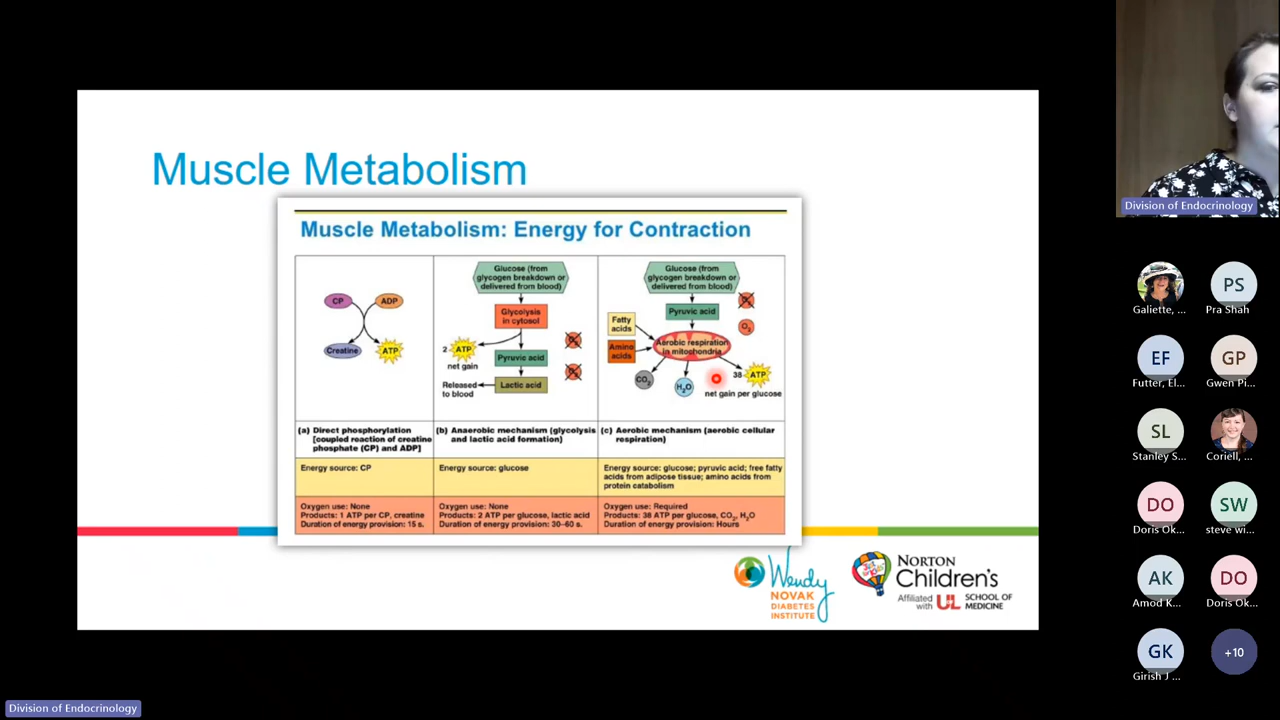 Muscle Metabolism
Muscle Metabolism: Energy for Contraction
CP
ADP
Creatine
ATP
(a) Direct phosphorylation
[coupled reaction of creatine
phosphate (CP) and ADP]
Energy source: CP
Oxygen use: None
Products: 1 ATP per CP, creatine
Duration of energy provision: 15 s.
Glucose (from
glycogen breakdown or
delivered from blood)
Glycolysis
in cytosol
2
ATP
net gain
Pyruvic acid
Released
to blood
Lactic acid
O2
O2
(b) Anaerobic mechanism (glycolysis
and lactic acid formation)
Energy source: glucose
Oxygen use: None
Products: 2 ATP per glucose, lactic acid
Duration of energy provision: 30–60 s.
Glucose (from
glycogen breakdown or
delivered from blood)
Pyruvic acid
O2
O2
Fatty
acids
Amino
acids
Aerobic respiration
in mitochondria
CO2
H2O
38
ATP
net gain per glucose
(c) Aerobic mechanism (aerobic cellular
respiration)
Energy source: glucose; pyruvic acid; free fatty
acids from adipose tissue; amino acids from
protein catabolism
Oxygen use: Required
Products: 38 ATP per glucose, CO2, H2O
Duration of energy provision: Hours
Wendy
NOVAK
DIABETES
INSTITUTE
Just for Kids
NORTON
Children's
Affiliated
with
UL
SCHOOL OF
MEDICINE
Division of Endocrinology
Galiette, ...
PS
Pra Shah
EF
Futter, El...
GP
Gwen Pi...
SL
Stanley S...
Coriell, ...
DO
Doris Ok...
SW
steve wi...
AK
Amod K...
DO
Doris Ok...
GK
Girish J ...
+10
Division of Endocrinology